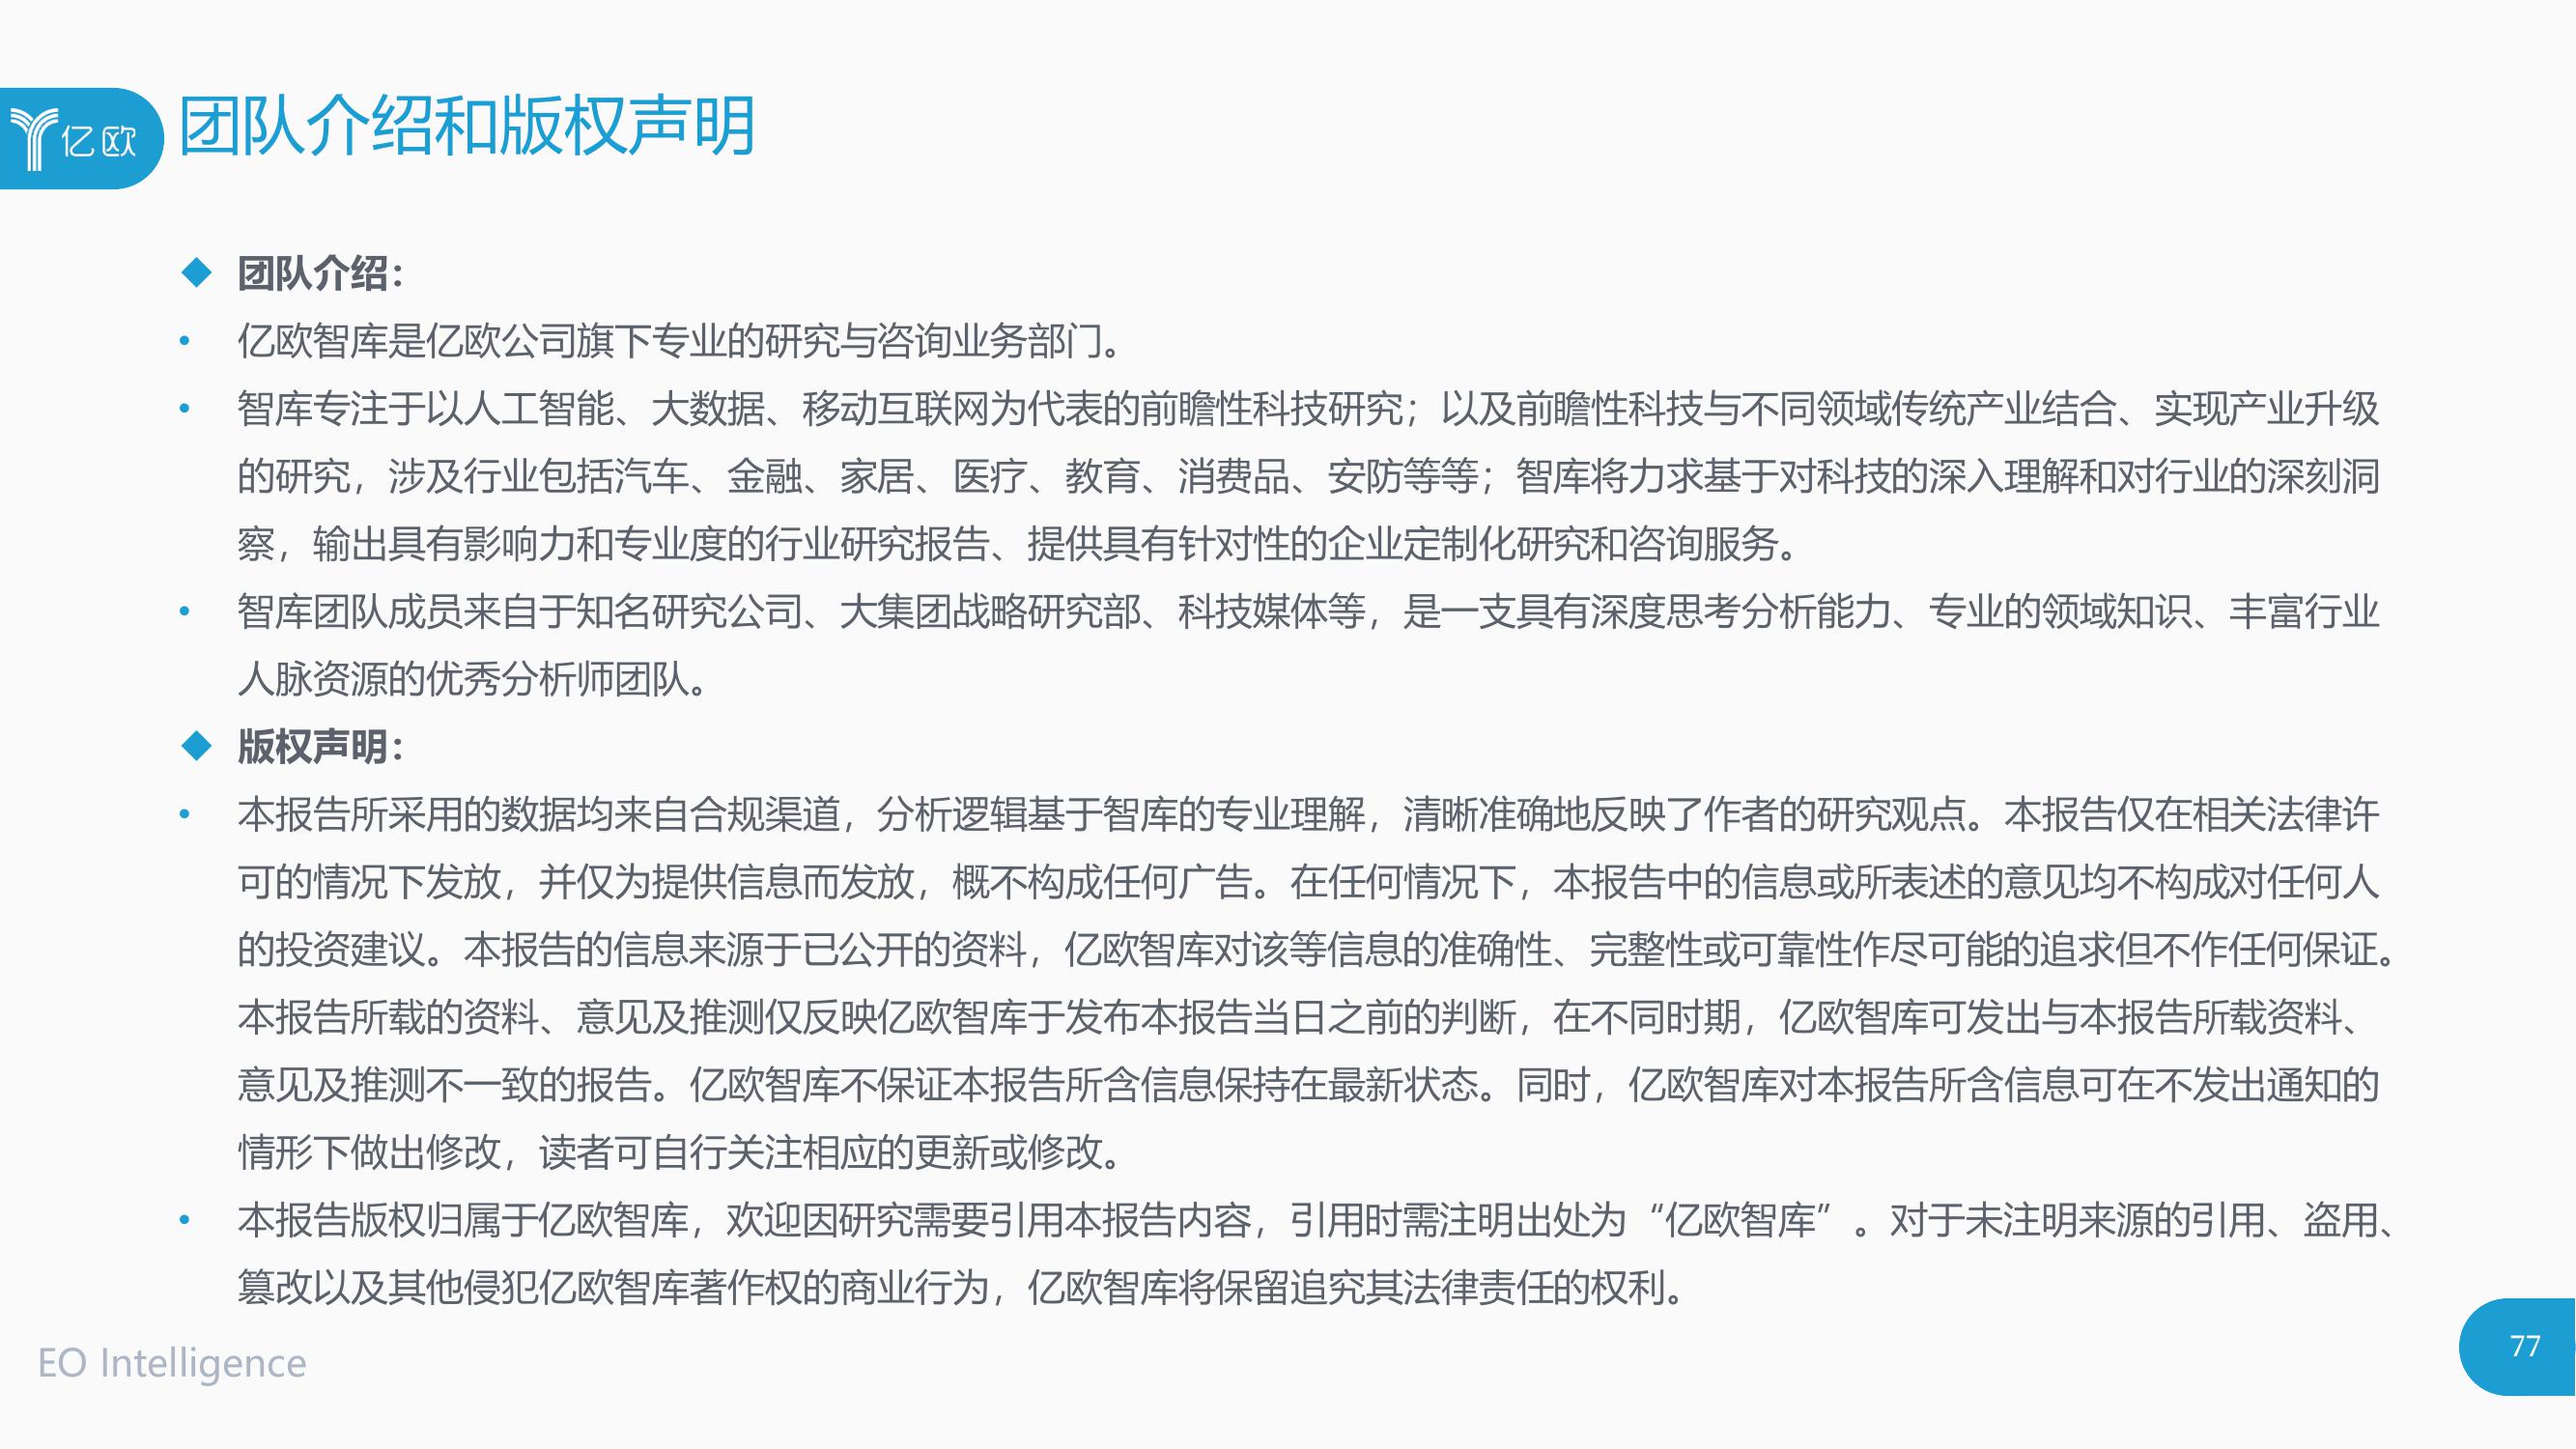 亿欧
团队介绍和版权声明
◆ 团队介绍：
• 亿欧智库是亿欧公司旗下专业的研究与咨询业务部门。
• 智库专注于以人工智能、大数据、移动互联网为代表的前瞻性科技研究；以及前瞻性科技与不同领域传统产业结合、实现产业升级
的研究，涉及行业包括汽车、金融、家居、医疗、教育、消费品、安防等等；智库将力求基于对科技的深入理解和对行业的深刻洞
察，输出具有影响力和专业度的行业研究报告、提供具有针对性的企业定制化研究和咨询服务。
• 智库团队成员来自于知名研究公司、大集团战略研究部、科技媒体等，是一支具有深度思考分析能力、专业的领域知识、丰富行业
人脉资源的优秀分析师团队。
◆ 版权声明：
• 本报告所采用的数据均来自合规渠道，分析逻辑基于智库的专业理解，清晰准确地反映了作者的研究观点。本报告仅在相关法律许
可的情况下发放，并仅为提供信息而发放，概不构成任何广告。在任何情况下，本报告中的信息或所表述的意见均不构成对任何人
的投资建议。本报告的信息来源于已公开的资料，亿欧智库对该等信息的准确性、完整性或可靠性作尽可能的追求但不作任何保证。
本报告所载的资料、意见及推测仅反映亿欧智库于发布本报告当日之前的判断，在不同时期，亿欧智库可发出与本报告所载资料、
意见及推测不一致的报告。亿欧智库不保证本报告所含信息保持在最新状态。同时，亿欧智库对本报告所含信息可在不发出通知的
情形下做出修改，读者可自行关注相应的更新或修改。
• 本报告版权归属于亿欧智库，欢迎因研究需要引用本报告内容，引用时需注明出处为“亿欧智库”。对于未注明来源的引用、盗用、
篡改以及其他侵犯亿欧智库著作权的商业行为，亿欧智库将保留追究其法律责任的权利。
EO Intelligence
77